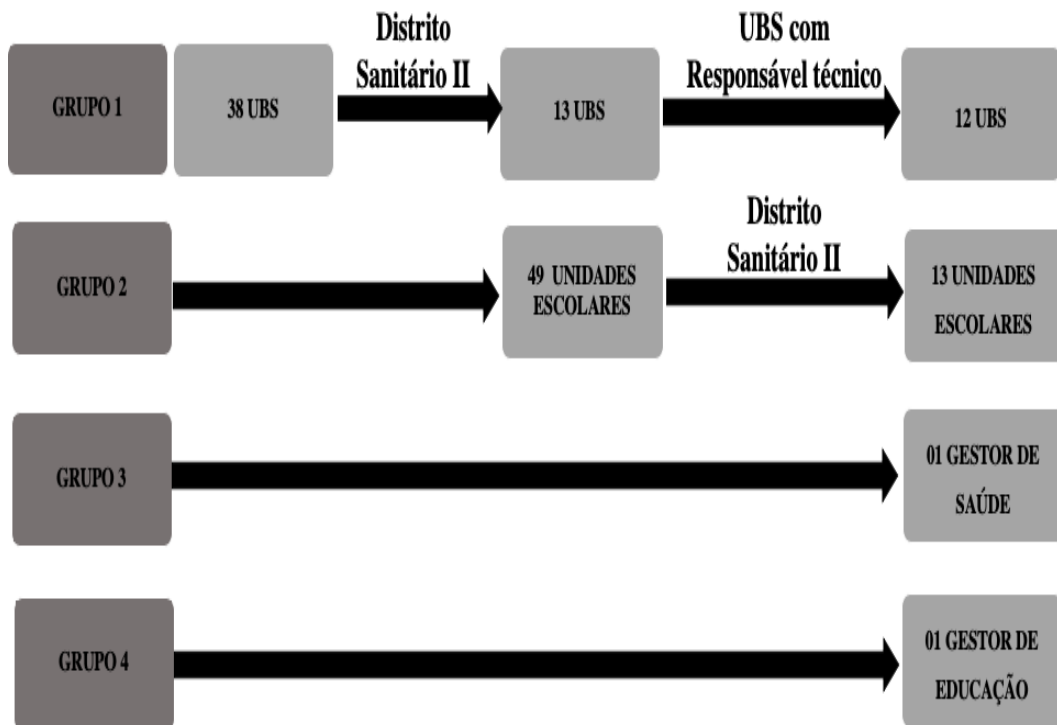 Distrito
Sanitário II
UBS com
Responsável técnico
GRUPO 1
38 UBS
13 UBS
12 UBS
Distrito
Sanitário II
GRUPO 2
49 UNIDADES
ESCOLARES
13 UNIDADES
ESCOLARES
GRUPO 3
01 GESTOR DE
SAÚDE
GRUPO 4
01 GESTOR DE
EDUCAÇÃO